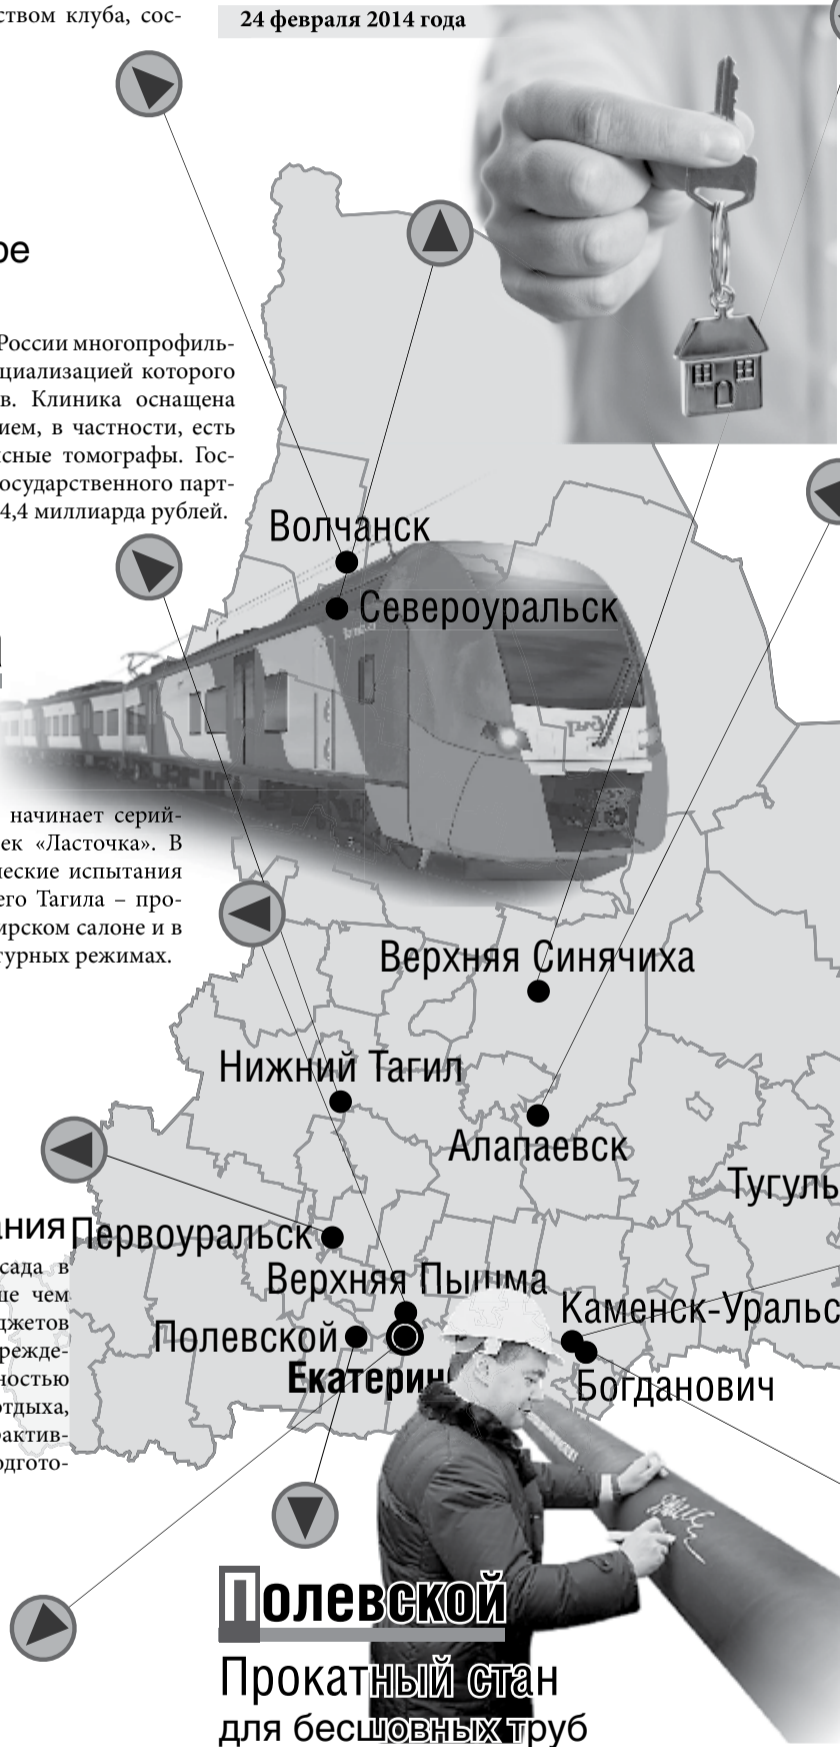 ством клуба, сос-
24 февраля 2014 года
ре
России многопрофиль-
циализацией которого
в. Клиника оснащена
ием, в частности, есть
сные томографы. Гос-
осударственного парт-
4,4 миллиарда рублей.
Волчанск
Североуральск
начинает серий-
ек «Ласточка». В
ческие испытания
его Тагила – про-
ирском салоне и в
турных режимах.
Верхняя Синячиха
Нижний Тагил
Алапаевск
Тугулы
ания
Первоуральск
сада в
ше чем
джетов
режде-
ностью
отдыха,
рактив-
одгото-
Верхняя Пышма
Каменск-Уральс
Полевской
Екатерин
Богданович
Полевской
Прокатный стан
для бесшовных труб